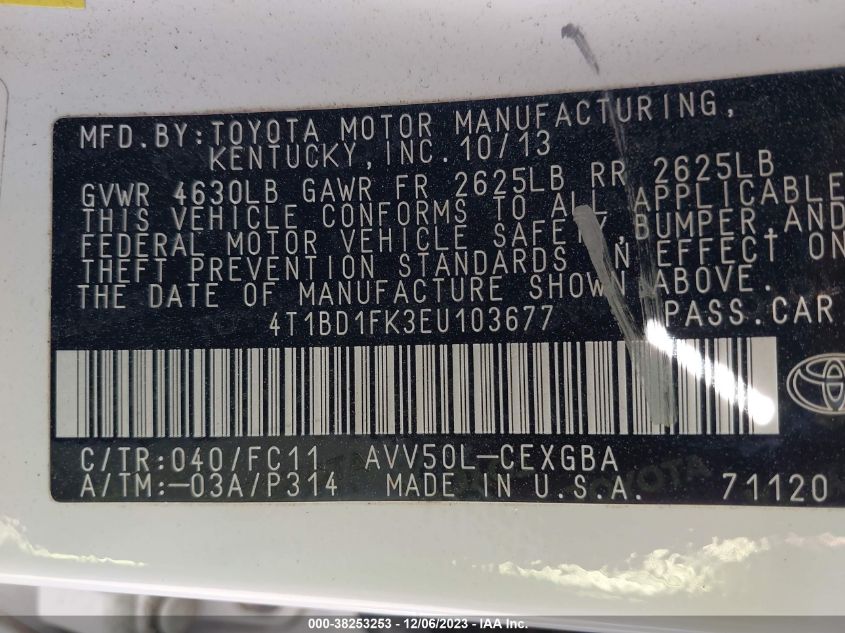 MFD.BY:TOYOTA MOTOR MANUFACTURING,
KENTUCKY,INC.10/13
GVWR 4630LB GAWR FR 2625LB RR 2625LB
THIS VEHICLE CONFORMS TO ALL APPLICABLE
FEDERAL MOTOR VEHICLE SAFETY,BUMPER,AND
THEFT PREVENTION STANDARDS IN EFFECT ON
THE DATE OF MANUFACTURE SHOWN ABOVE.
4T1BD1FK3EU103677 PASS.CAR
C/TR:040/FC11 AVV50L-CEXGBA
A/TM:-03A/P314 MADE IN U.S.A. 71120
000-38253253 - 12/06/2023 - IAA Inc.